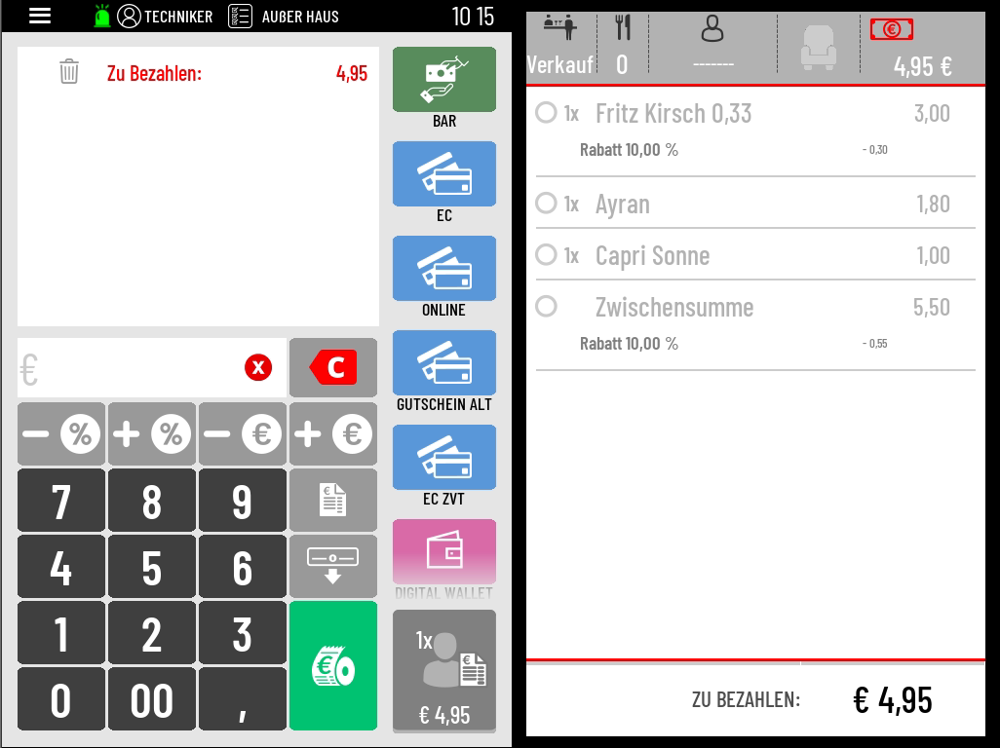 TECHNIKER
AUßER HAUS
10 15
Zu Bezahlen: 4,95
BAR
EC
ONLINE
GUTSCHEIN ALT
EC ZVT
DIGITAL WALLET
€
X
C
− % + % − € + €
7 8 9
4 5 6
1 2 3
0 00 ,
1x
€ 4,95
Verkauf 0 ------- 4,95 €
1x Fritz Kirsch 0,33 3,00
Rabatt 10,00 % - 0,30
1x Ayran 1,80
1x Capri Sonne 1,00
Zwischensumme 5,50
Rabatt 10,00 % - 0,55
ZU BEZAHLEN: € 4,95